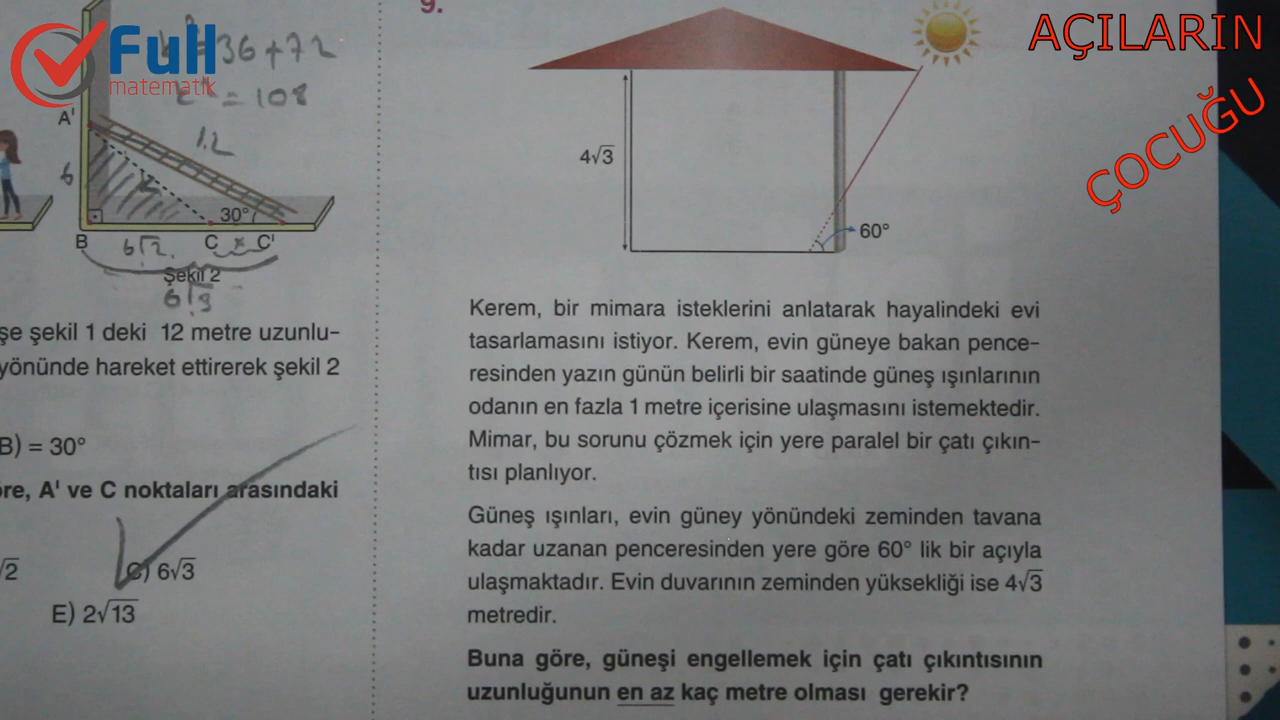 Full
matematik
AÇILARIN
ÇOCUĞU
= 36 + 72
= 108
A'
12
6
30°
B
6√2
C
x
C'
Şekil 2
6√3
şe şekil 1 deki 12 metre uzunlu-
yönünde hareket ettirerek şekil 2
B) = 30°
öre, A' ve C noktaları arasındaki
√2
C) 6√3
E) 2√13
9.
4√3
60°
Kerem, bir mimara isteklerini anlatarak hayalindeki evi
tasarlamasını istiyor. Kerem, evin güneye bakan pence-
resinden yazın günün belirli bir saatinde güneş ışınlarının
odanın en fazla 1 metre içerisine ulaşmasını istemektedir.
Mimar, bu sorunu çözmek için yere paralel bir çatı çıkın-
tısı planlıyor.
Güneş ışınları, evin güney yönündeki zeminden tavana
kadar uzanan penceresinden yere göre 60° lik bir açıyla
ulaşmaktadır. Evin duvarının zeminden yüksekliği ise 4√3
metredir.
Buna göre, güneşi engellemek için çatı çıkıntısının
uzunluğunun en az kaç metre olması gerekir?